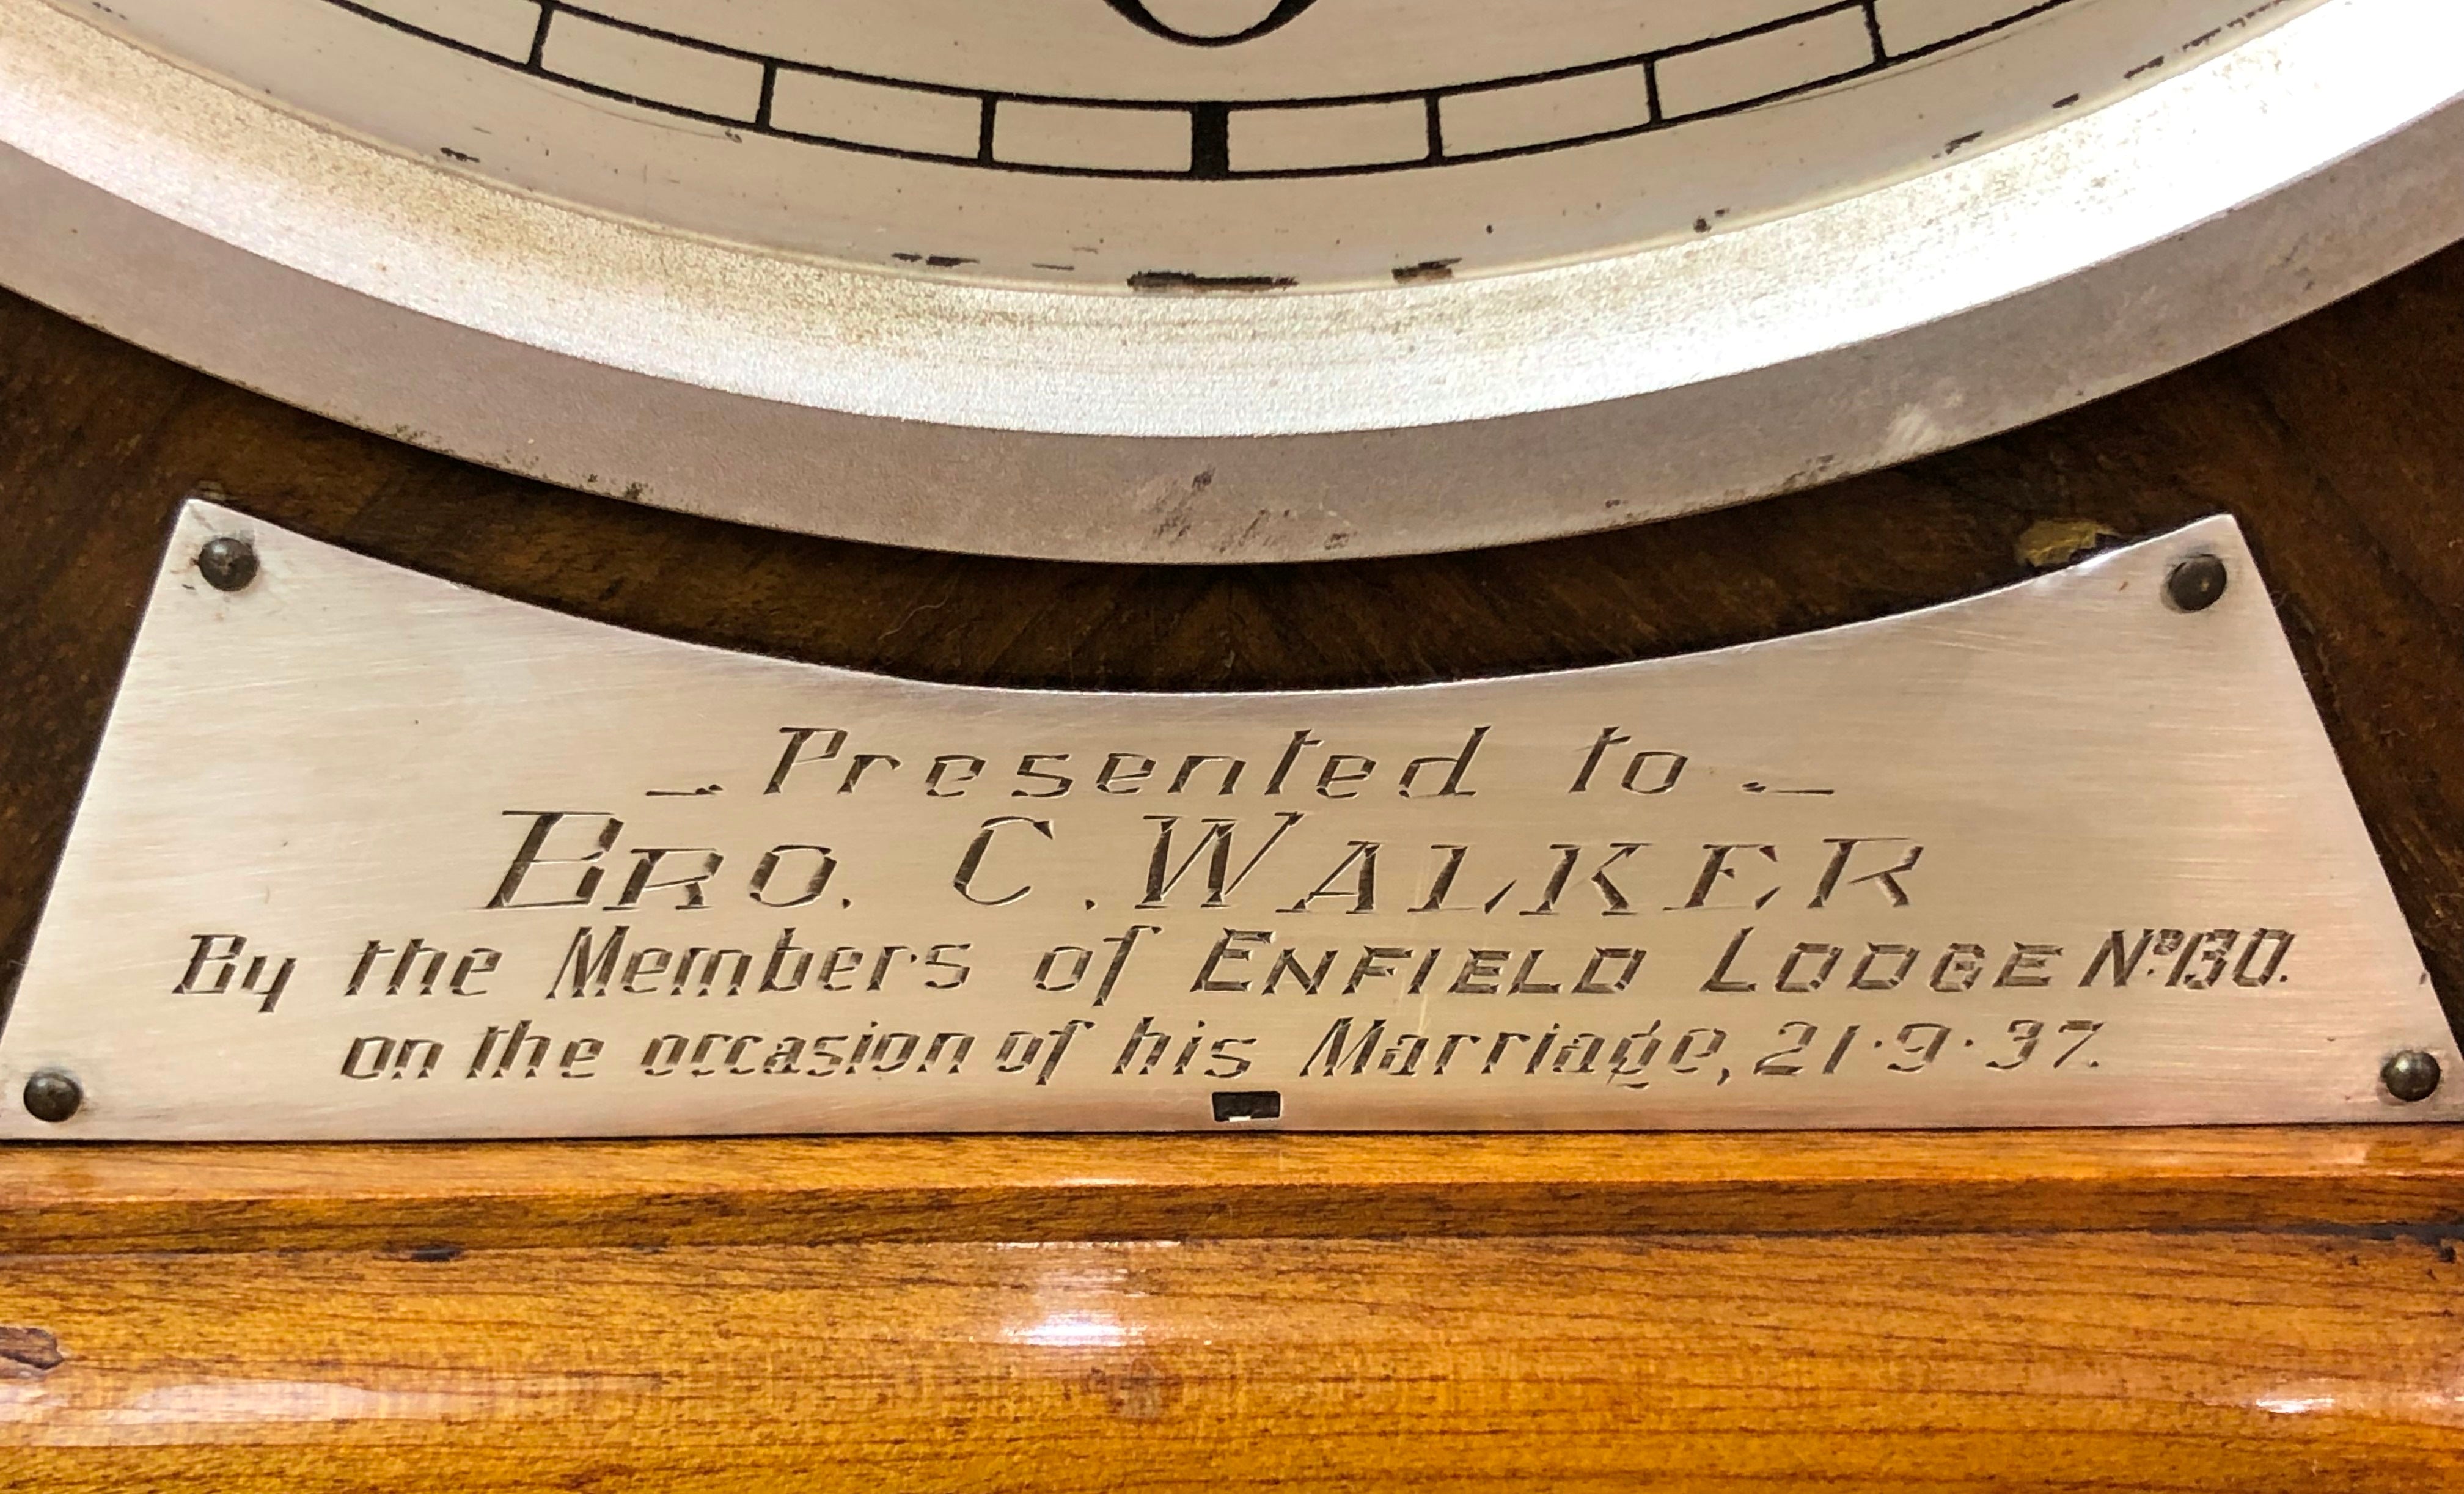 Presented to
BRO. C. WALKER
By the Members of ENFIELD LODGE No. 130.
on the occasion of his Marriage, 21·9·37.